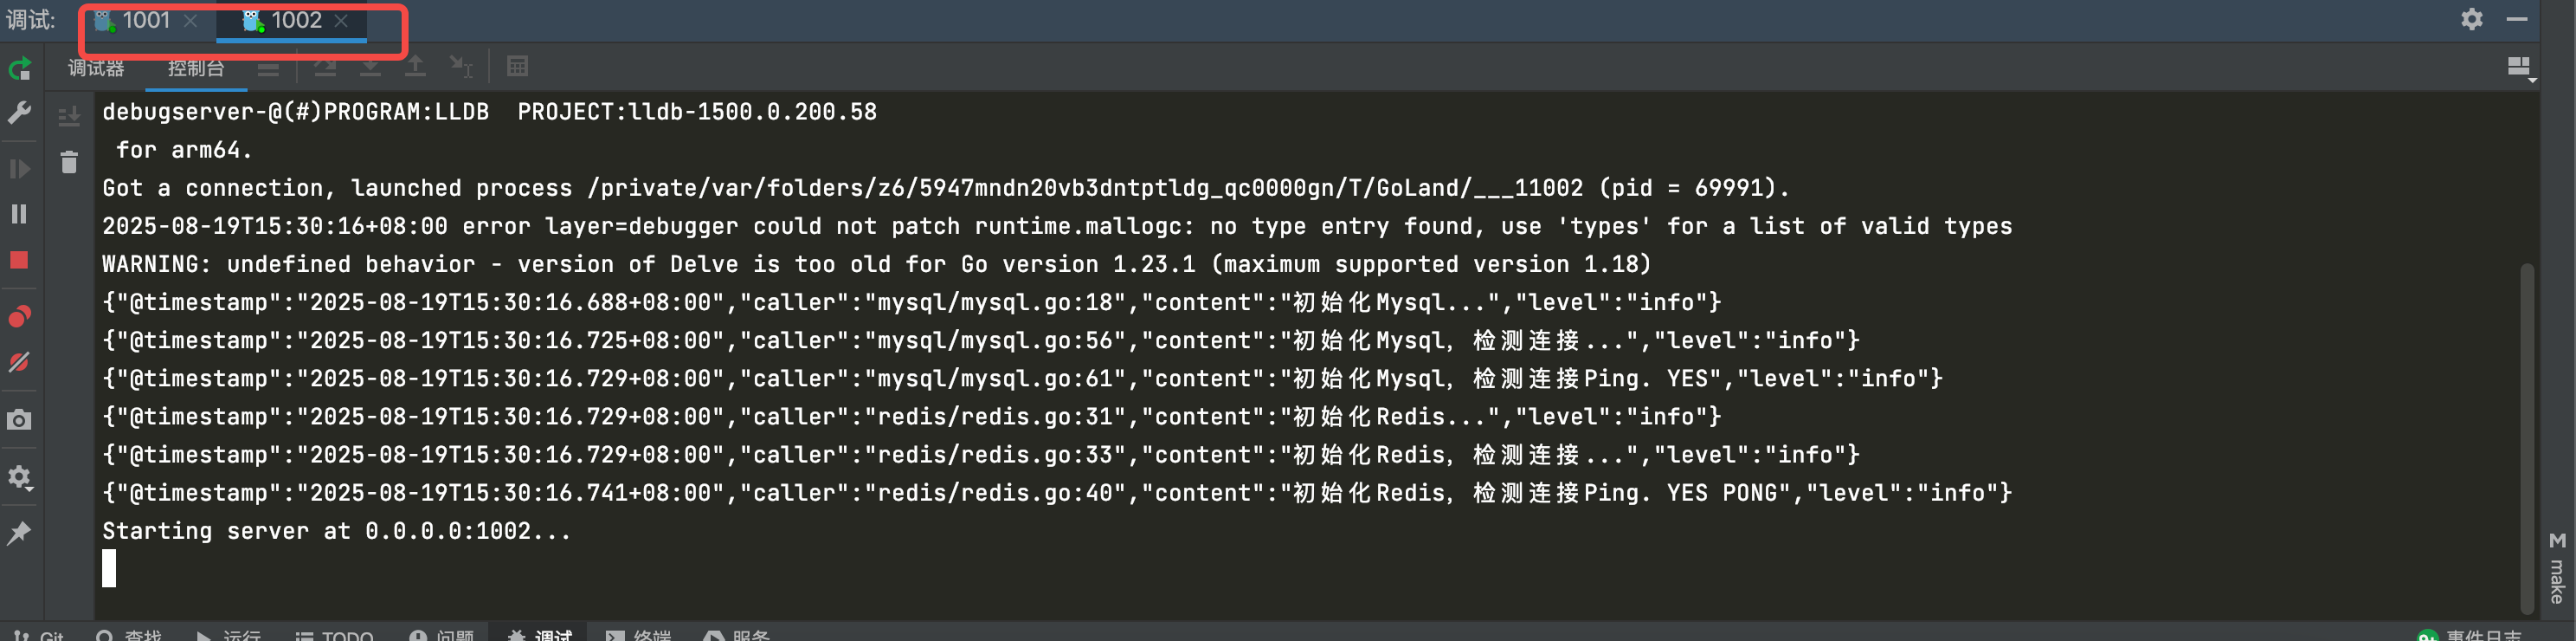 调试: 1001 1002
调试器 控制台
debugserver-@(#)PROGRAM:LLDB  PROJECT:lldb-1500.0.200.58
 for arm64.
Got a connection, launched process /private/var/folders/z6/5947mndn20vb3dntptldg_qc0000gn/T/GoLand/___11002 (pid = 69991).
2025-08-19T15:30:16+08:00 error layer=debugger could not patch runtime.mallogc: no type entry found, use 'types' for a list of valid types
WARNING: undefined behavior - version of Delve is too old for Go version 1.23.1 (maximum supported version 1.18)
{"@timestamp":"2025-08-19T15:30:16.688+08:00","caller":"mysql/mysql.go:18","content":"初始化Mysql...","level":"info"}
{"@timestamp":"2025-08-19T15:30:16.725+08:00","caller":"mysql/mysql.go:56","content":"初始化Mysql，检测连接...","level":"info"}
{"@timestamp":"2025-08-19T15:30:16.729+08:00","caller":"mysql/mysql.go:61","content":"初始化Mysql，检测连接Ping. YES","level":"info"}
{"@timestamp":"2025-08-19T15:30:16.729+08:00","caller":"redis/redis.go:31","content":"初始化Redis...","level":"info"}
{"@timestamp":"2025-08-19T15:30:16.729+08:00","caller":"redis/redis.go:33","content":"初始化Redis，检测连接...","level":"info"}
{"@timestamp":"2025-08-19T15:30:16.741+08:00","caller":"redis/redis.go:40","content":"初始化Redis，检测连接Ping. YES PONG","level":"info"}
Starting server at 0.0.0.0:1002...
M make
Git 查找 运行 TODO 问题 调试 终端 服务 事件日志